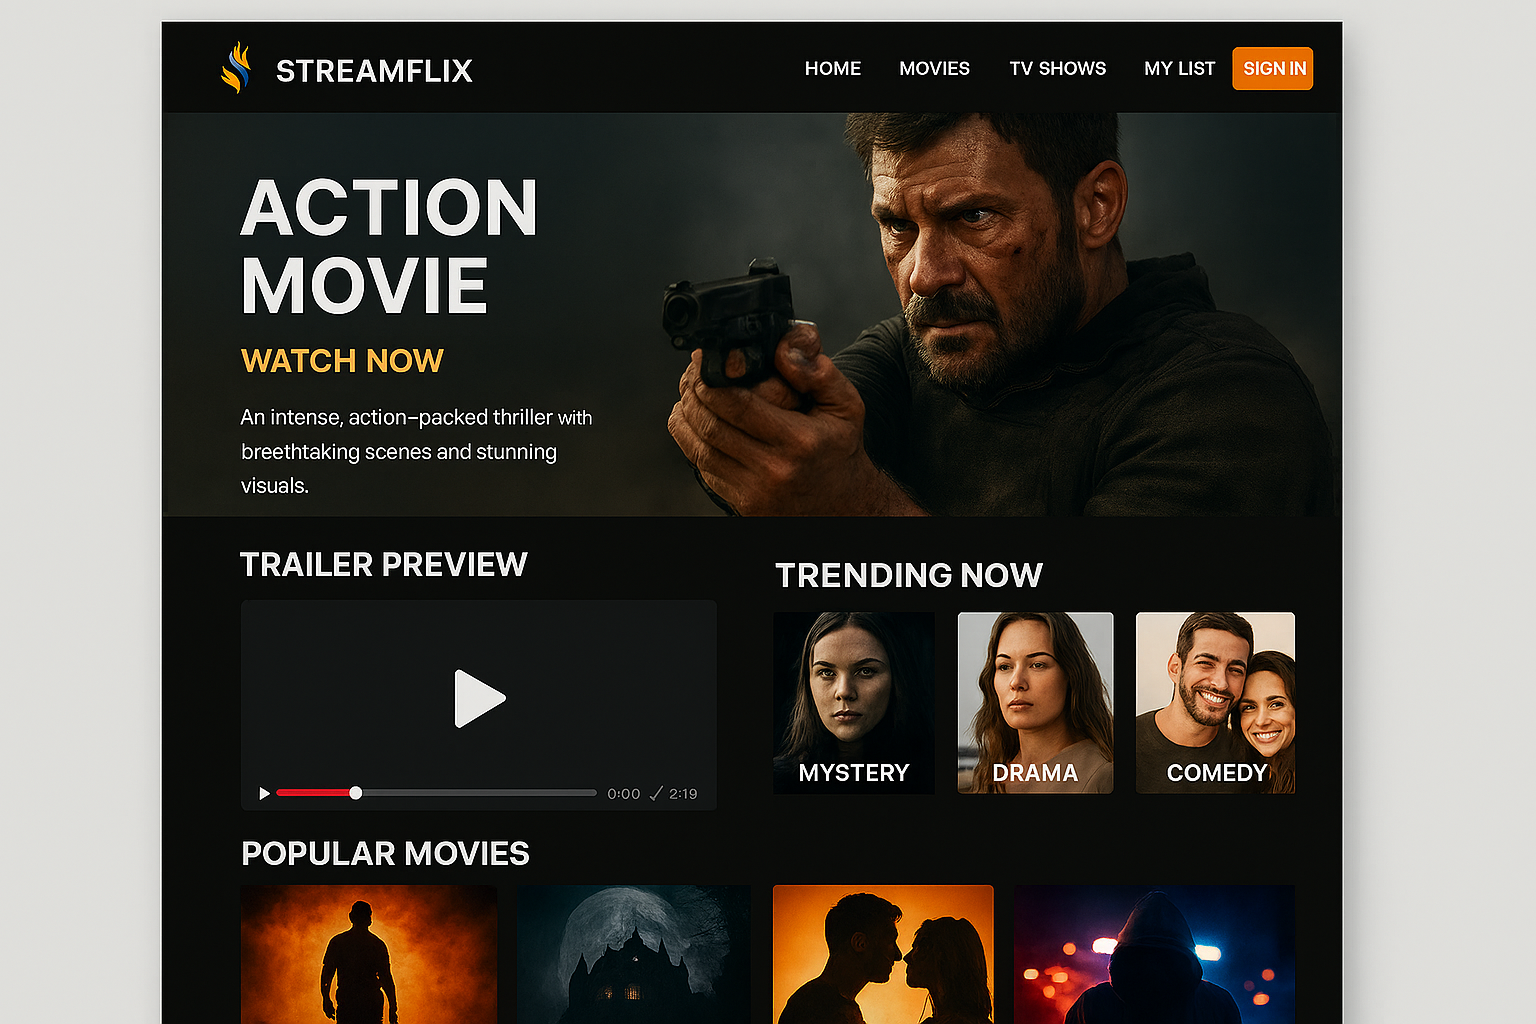 STREAMFLIX
HOME MOVIES TV SHOWS MY LIST SIGN IN
ACTION
MOVIE
WATCH NOW
An intense, action-packed thriller with
breethtaking scenes and stunning
visuals.
TRAILER PREVIEW
0:00 ✓ 2:19
TRENDING NOW
MYSTERY DRAMA COMEDY
POPULAR MOVIES